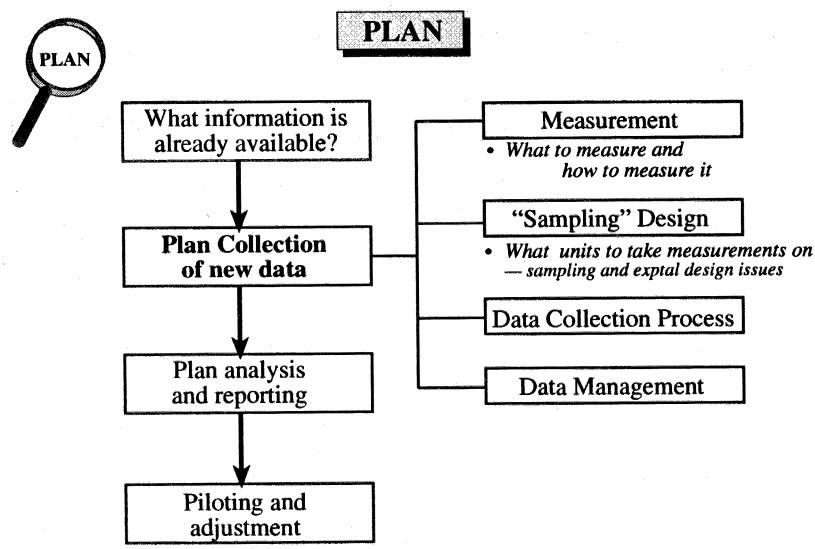 PLAN
PLAN
What information is
already available?
Plan Collection
of new data
Plan analysis
and reporting
Piloting and
adjustment
Measurement
• What to measure and
how to measure it
“Sampling” Design
• What units to take measurements on
— sampling and exptal design issues
Data Collection Process
Data Management